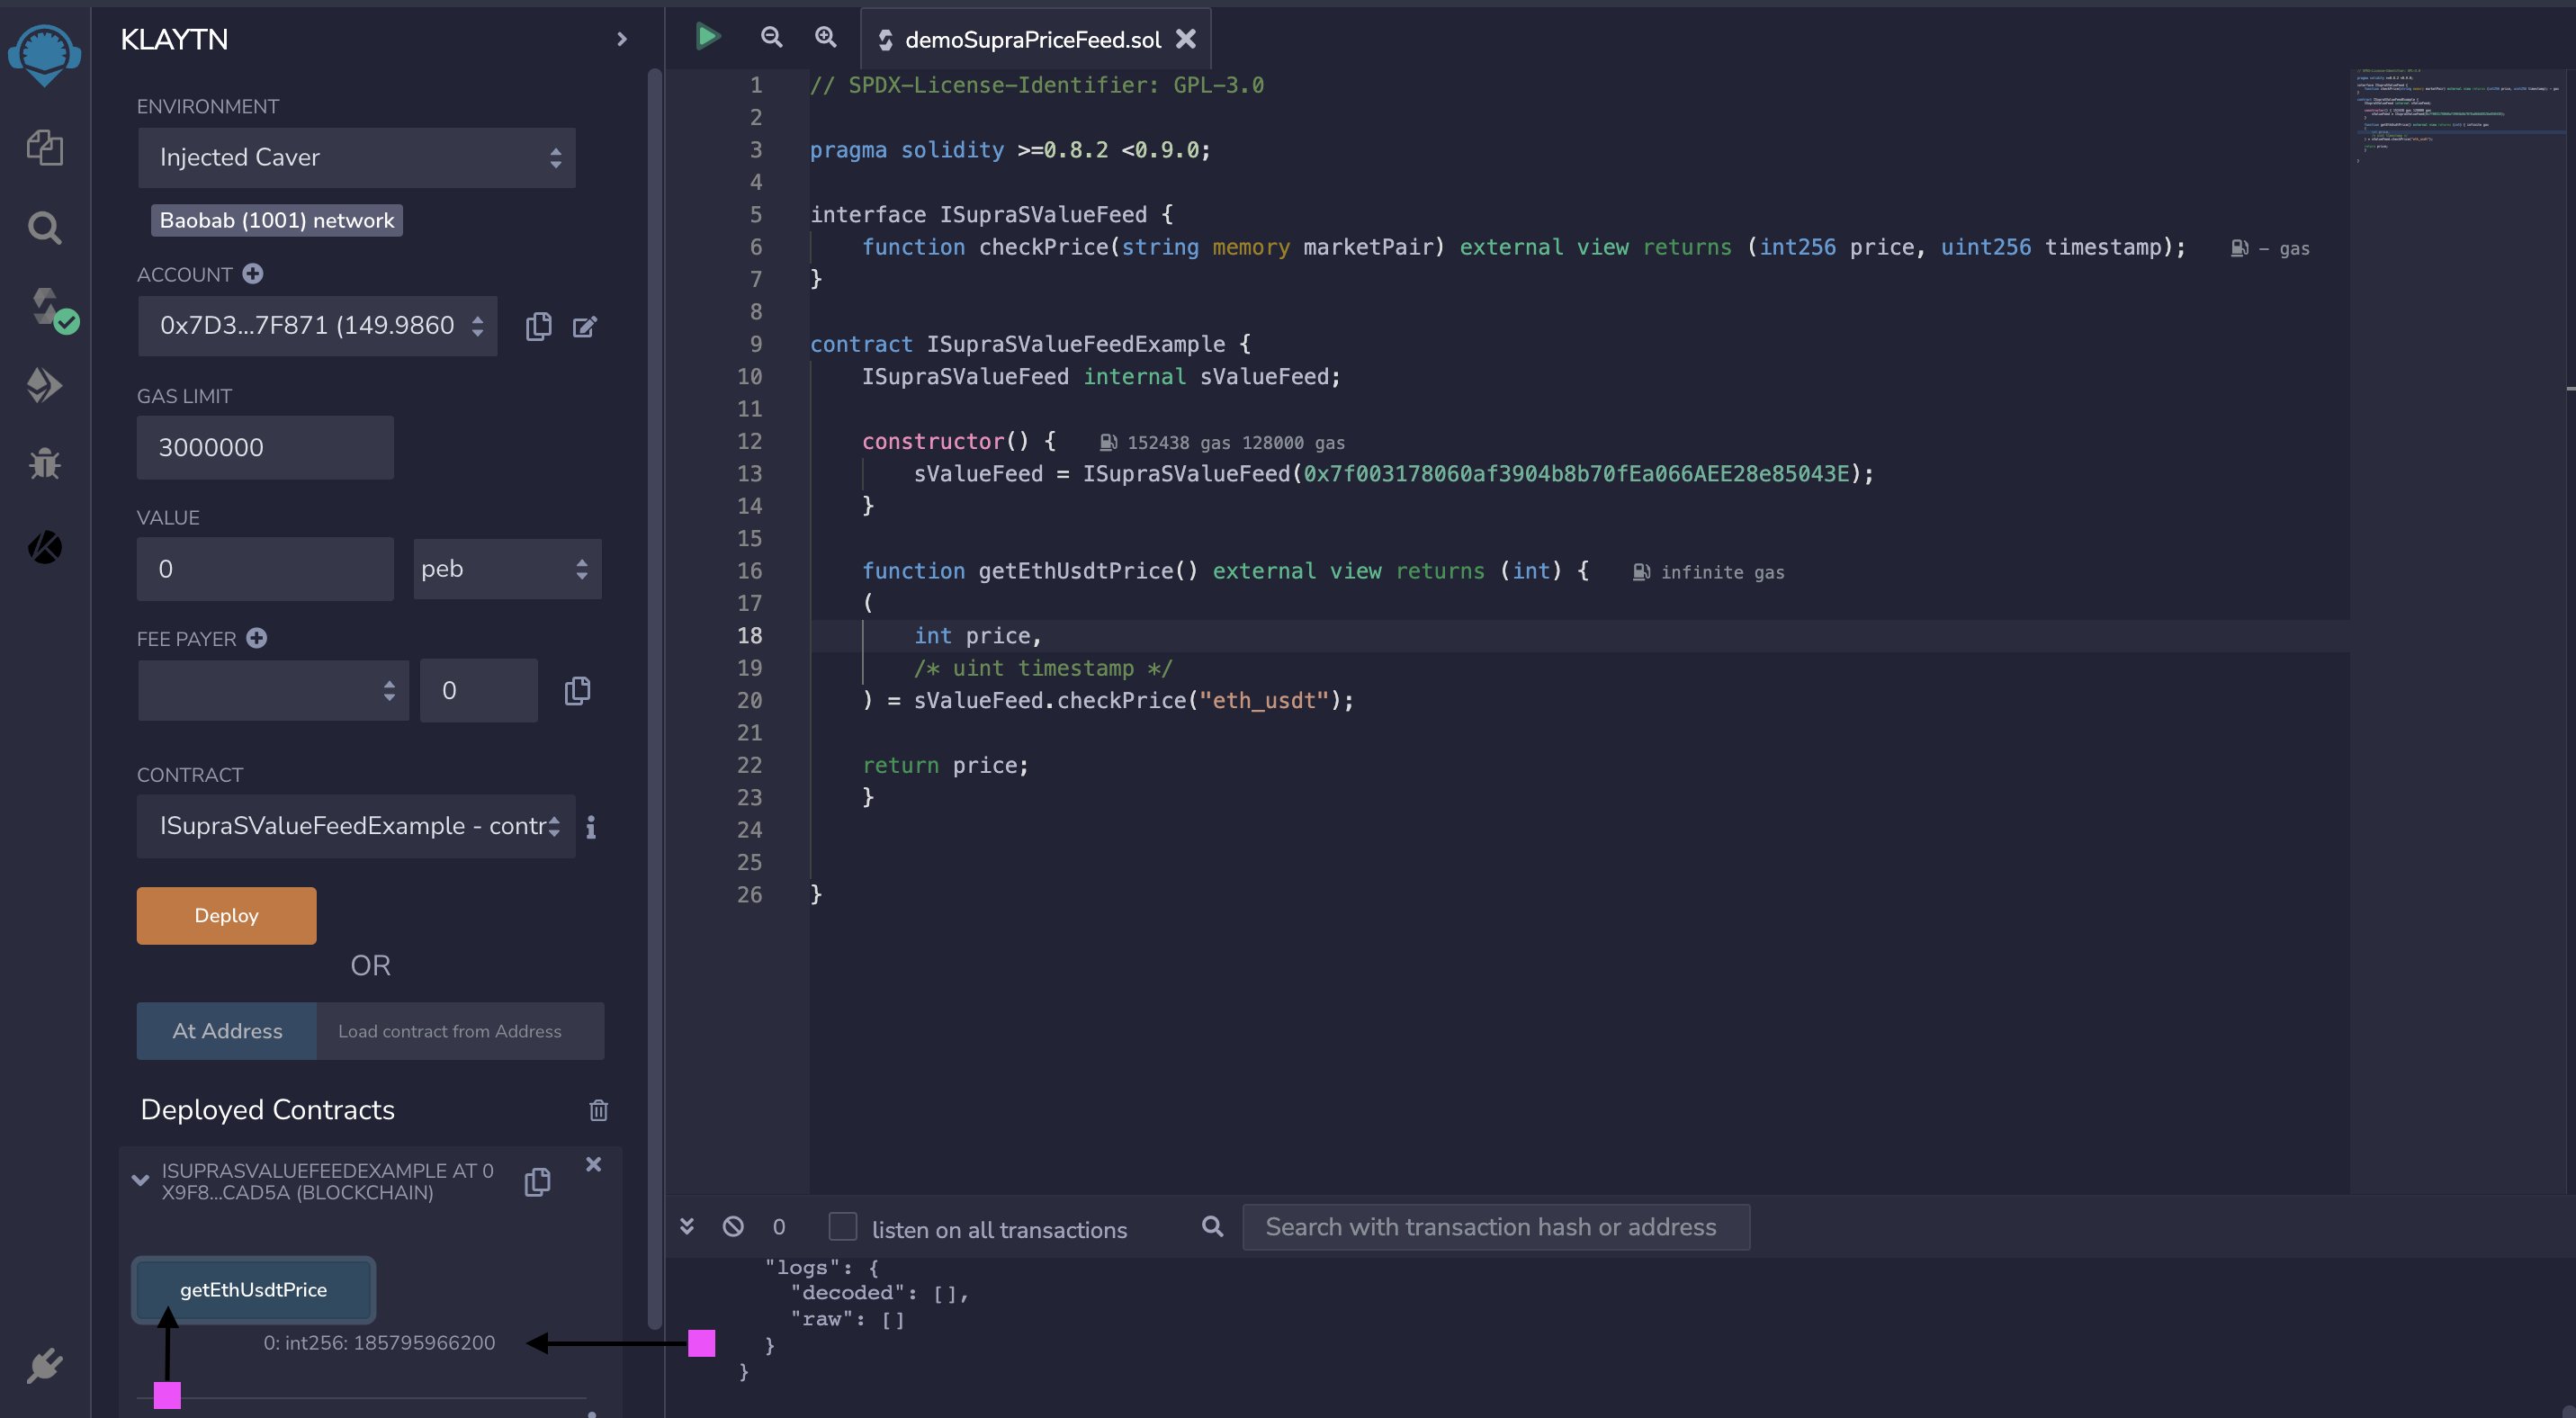 KLAYTN
ENVIRONMENT
Injected Caver
Baobab (1001) network
ACCOUNT
0x7D3...7F871 (149.9860
GAS LIMIT
3000000
VALUE
0
peb
FEE PAYER
0
CONTRACT
ISupraSValueFeedExample - contr
Deploy
OR
At Address
Load contract from Address
Deployed Contracts
ISUPRASVALUEFEEDEXAMPLE AT 0
X9F8...CAD5A (BLOCKCHAIN)
getEthUsdtPrice
0: int256: 185795966200
demoSupraPriceFeed.sol
1 // SPDX-License-Identifier: GPL-3.0
2
3 pragma solidity >=0.8.2 <0.9.0;
4
5 interface ISupraSValueFeed {
6 function checkPrice(string memory marketPair) external view returns (int256 price, uint256 timestamp); – gas
7 }
8
9 contract ISupraSValueFeedExample {
10 ISupraSValueFeed internal sValueFeed;
11
12 constructor() { 152438 gas 128000 gas
13 sValueFeed = ISupraSValueFeed(0x7f003178060af3904b8b70fEa066AEE28e85043E);
14 }
15
16 function getEthUsdtPrice() external view returns (int) { infinite gas
17 (
18 int price,
19 /* uint timestamp */
20 ) = sValueFeed.checkPrice("eth_usdt");
21
22 return price;
23 }
24
25
26 }
0
listen on all transactions
Search with transaction hash or address
"logs": {
"decoded": [],
"raw": []
}
}